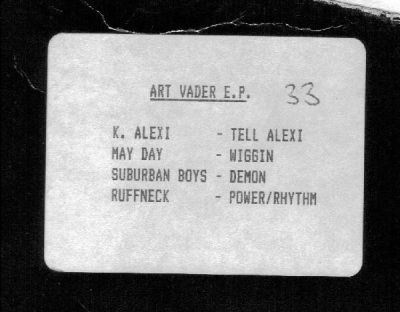 ART VADER E.P. 33
K. ALEXI - TELL ALEXI
MAY DAY - WIGGIN
SUBURBAN BOYS - DEMON
RUFFNECK - POWER/RHYTHM